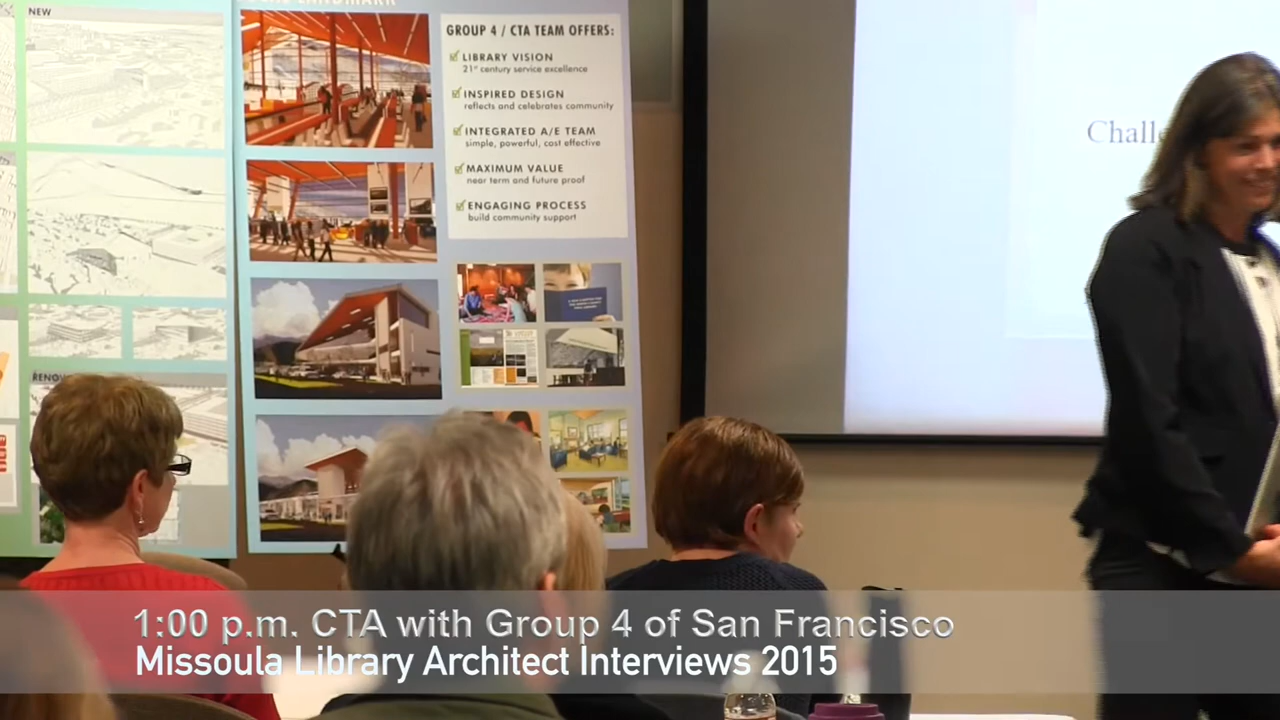 NEW
GROUP 4 / CTA TEAM OFFERS:
LIBRARY VISION
21st century service excellence
INSPIRED DESIGN
reflects and celebrates community
INTEGRATED A/E TEAM
simple, powerful, cost effective
MAXIMUM VALUE
near term and future proof
ENGAGING PROCESS
build community support
Challe
1:00 p.m. CTA with Group 4 of San Francisco
Missoula Library Architect Interviews 2015